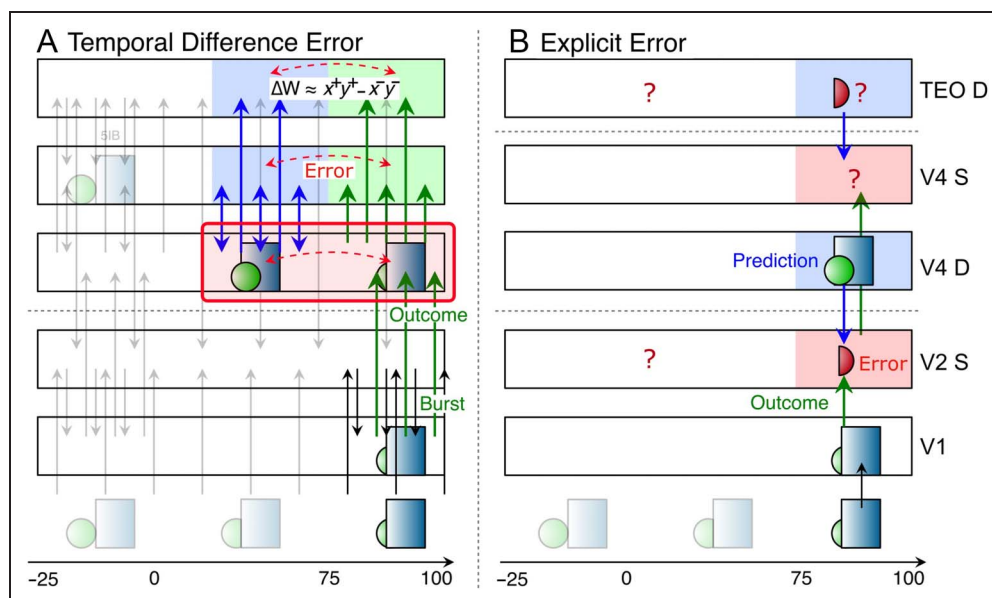 A Temporal Difference Error
ΔW ≈ x⁺y⁺ – x⁻y⁻
5IB
Error
Outcome
Burst
−25 0 75 100
B Explicit Error
? ? TEO D
? V4 S
Prediction V4 D
? Error V2 S
Outcome
V1
−25 0 75 100